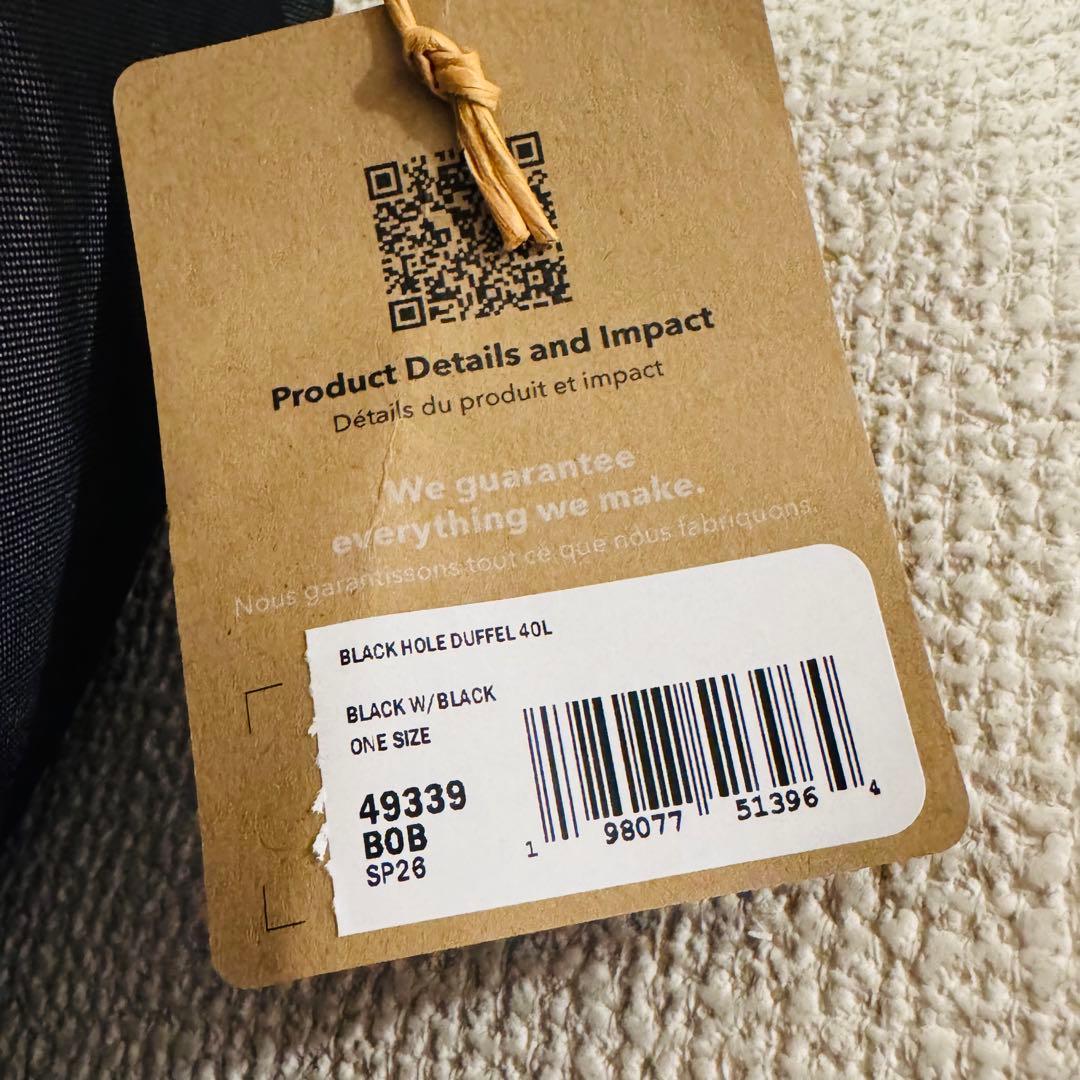 Product Details and Impact
Détails du produit et impact
We guarantee
everything we make.
Nous garantissons tout ce que nous fabriquons.
BLACK HOLE DUFFEL 40L
BLACK W/BLACK
ONE SIZE
49339
BOB
SP26
1 98077 51396 4